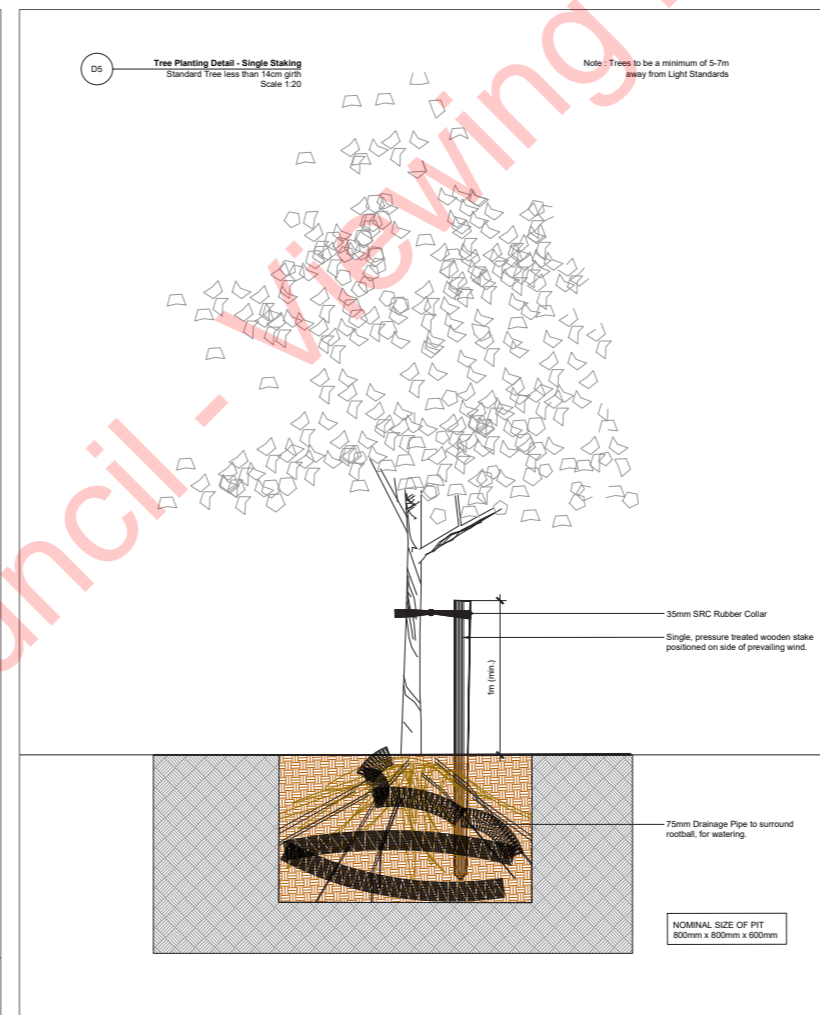 D5
Tree Planting Detail - Single Staking
Standard Tree less than 14cm girth
Scale 1:20
Note : Trees to be a minimum of 5-7m
away from Light Standards
35mm SRC Rubber Collar
Single, pressure treated wooden stake
positioned on side of prevailing wind.
1m (min.)
75mm Drainage Pipe to surround
rootball, for watering.
NOMINAL SIZE OF PIT
800mm x 800mm x 600mm
uncil - Viewing